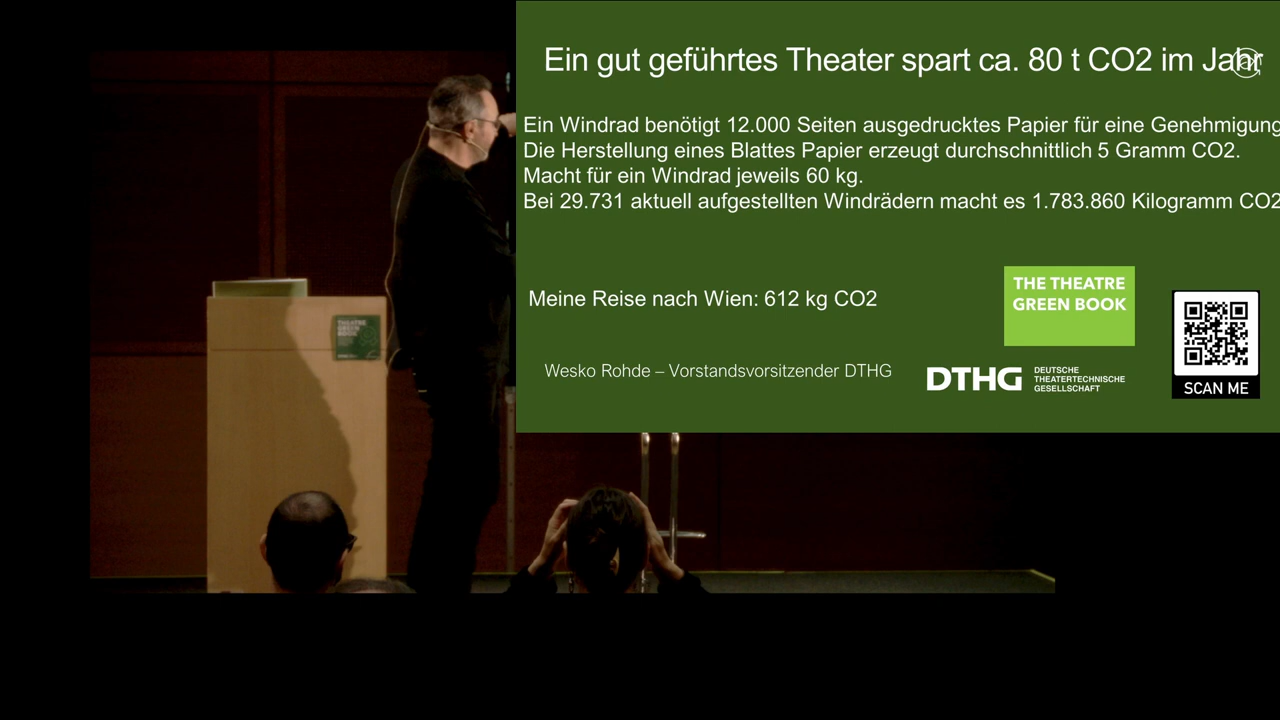 Ein gut geführtes Theater spart ca. 80 t CO2 im Jahr
Ein Windrad benötigt 12.000 Seiten ausgedrucktes Papier für eine Genehmigung
Die Herstellung eines Blattes Papier erzeugt durchschnittlich 5 Gramm CO2.
Macht für ein Windrad jeweils 60 kg.
Bei 29.731 aktuell aufgestellten Windrädern macht es 1.783.860 Kilogramm CO2
THE THEATRE
GREEN BOOK
Meine Reise nach Wien: 612 kg CO2
THEATRE
GREEN
BOOK
Wesko Rohde – Vorstandsvorsitzender DTHG
DTHG
DEUTSCHE
THEATERTECHNISCHE
GESELLSCHAFT
SCAN ME